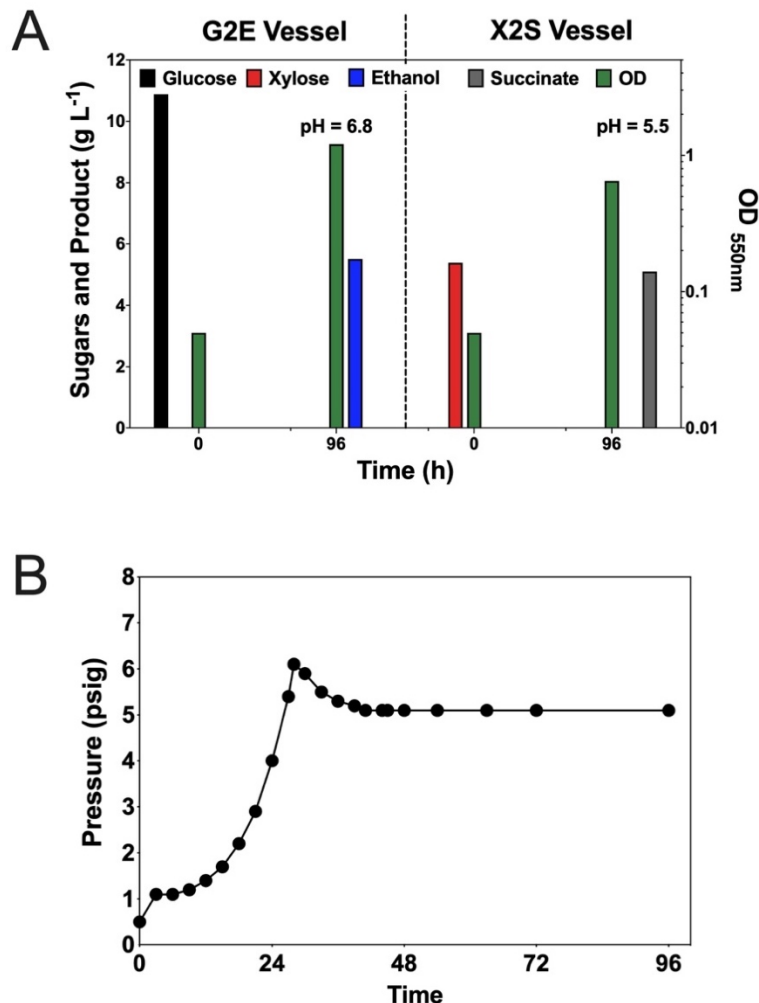 A
G2E Vessel
X2S Vessel
Glucose Xylose Ethanol Succinate OD
pH = 6.8
pH = 5.5
Sugars and Product (g L⁻¹)
12
10
8
6
4
2
0
OD 550nm
1
0.1
0.01
0 96 0 96
Time (h)
B
Pressure (psig)
8
7
6
5
4
3
2
1
0
0 24 48 72 96
Time